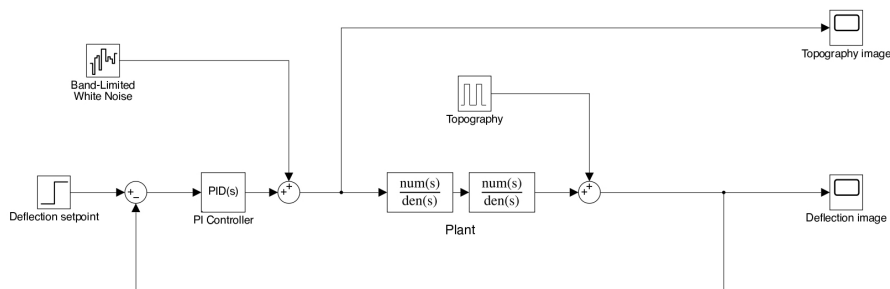 Topography image
Band-Limited
White Noise
Topography
+
+
+
−
PID(s)
+
+
num(s)
den(s)
num(s)
den(s)
+
+
Deflection setpoint
PI Controller
Deflection image
Plant